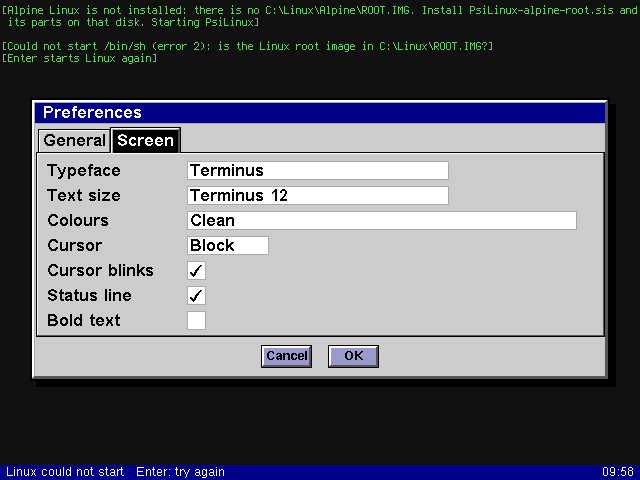 [Alpine Linux is not installed: there is no C:\Linux\Alpine\ROOT.IMG. Install PsiLinux-alpine-root.sis and
its parts on that disk. Starting PsiLinux]
[Could not start /bin/sh (error 2): is the Linux root image in C:\Linux\ROOT.IMG?]
[Enter starts Linux again]
Preferences
General Screen
Typeface Terminus
Text size Terminus 12
Colours Clean
Cursor Block
Cursor blinks ✓
Status line ✓
Bold text
Cancel OK
Linux could not start Enter: try again 09:58